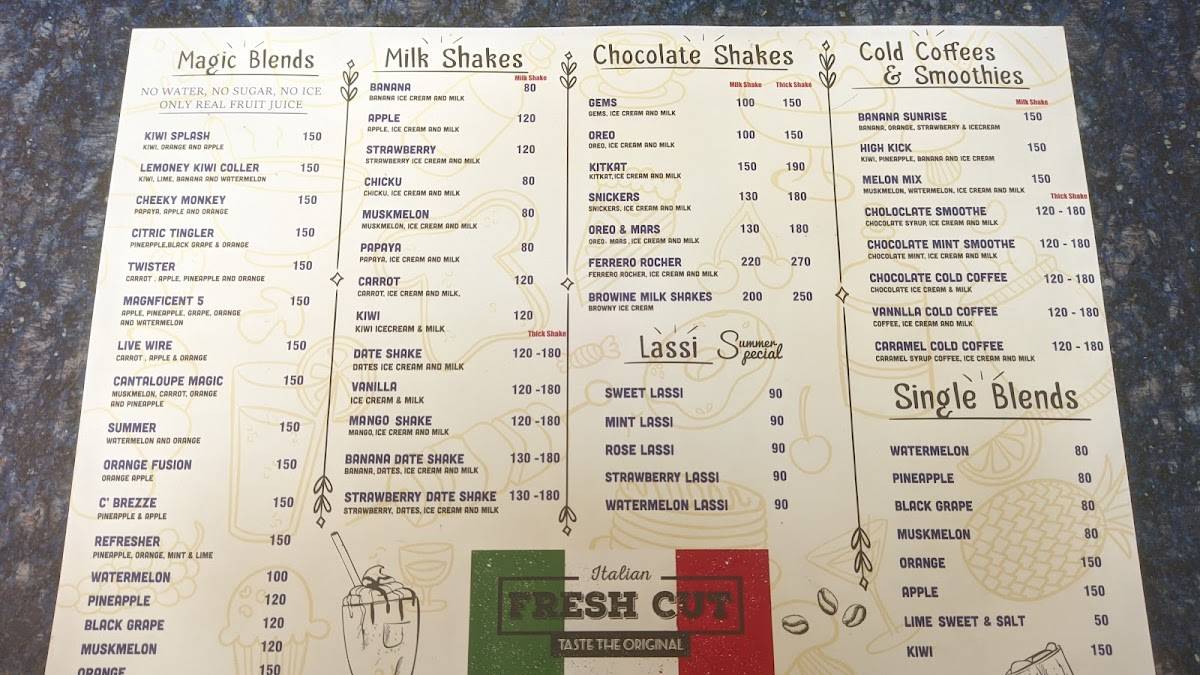 Magic Blends
NO WATER, NO SUGAR, NO ICE
ONLY REAL FRUIT JUICE
KIWI SPLASH 150
KIWI, ORANGE AND APPLE
LEMONEY KIWI COLLER 150
KIWI, LIME, BANANA AND WATERMELON
CHEEKY MONKEY 150
PAPAYA, APPLE AND ORANGE
CITRIC TINGLER 150
PINEAPPLE,BLACK GRAPE & ORANGE
TWISTER 150
CARROT , APPLE, PINEAPPLE AND ORANGE
MAGNFICENT 5 150
APPLE, PINEAPPLE, GRAPE, ORANGE
AND WATERMELON
LIVE WIRE 150
CARROT , APPLE & ORANGE
CANTALOUPE MAGIC 150
MUSKMELON, CARROT, ORANGE
AND PINEAPPLE
SUMMER 150
WATERMELON AND ORANGE
ORANGE FUSION 150
ORANGE APPLE
C' BREZZE 150
PINEAPPLE & APPLE
REFRESHER 150
PINEAPPLE, ORANGE, MINT & LIME
WATERMELON 100
PINEAPPLE 120
BLACK GRAPE 120
MUSKMELON 120
ORANGE 150
Milk Shakes
Milk Shake
BANANA 80
BANANA ICE CREAM AND MILK
APPLE 120
APPLE, ICE CREAM AND MILK
STRAWBERRY 120
STRAWBERRY ICE CREAM AND MILK
CHICKU 80
CHICKU, ICE CREAM AND MILK
MUSKMELON 80
MUSKMELON, ICE CREAM AND MILK
PAPAYA 80
PAPAYA, ICE CREAM AND MILK
CARROT 120
CARROT, ICE CREAM AND MILK,
KIWI 120
KIWI ICECREAM & MILK
Thick Shake
DATE SHAKE 120 -180
DATES ICE CREAM AND MILK
VANILLA 120 -180
ICE CREAM & MILK
MANGO SHAKE 120 -180
MANGO, ICE CREAM AND MILK
BANANA DATE SHAKE 130 -180
BANANA, DATES, ICE CREAM AND MILK
STRAWBERRY DATE SHAKE 130 -180
STRAWBERRY, DATES, ICE CREAM AND MILK
Chocolate Shakes
Milk Shake Thick Shake
GEMS 100 150
GEMS, ICE CREAM AND MILK
OREO 100 150
OREO, ICE CREAM AND MILK
KITKAT 150 190
KITKAT,ICE CREAM AND MILK
SNICKERS 130 180
SNICKERS, ICE CREAM AND MILK
OREO & MARS 130 180
OREO, MARS, ICE CREAM AND MILK
FERRERO ROCHER 220 270
FERRERO ROCHER, ICE CREAM AND MILK
BROWINE MILK SHAKES 200 250
BROWNY ICE CREAM
Lassi Summer Special
SWEET LASSI 90
MINT LASSI 90
ROSE LASSI 90
STRAWBERRY LASSI 90
WATERMELON LASSI 90
Italian
FRESH CUT
TASTE THE ORIGINAL
Cold Coffees
& Smoothies
Milk Shake
BANANA SUNRISE 150
BANANA, ORANGE, STRAWBERRY & ICECREAM
HIGH KICK 150
KIWI, PINEAPPLE, BANANA AND ICE CREAM
MELON MIX 150
MUSKMELON, WATERMELON, ICE CREAM AND MILK
Thick Shake
CHOLOCLATE SMOOTHE 120 - 180
CHOCOLATE SYRUP, ICE CREAM AND MILK
CHOCOLATE MINT SMOOTHE 120 - 180
CHOCOLATE MINT, ICE CREAM AND MILK
CHOCOLATE COLD COFFEE 120 - 180
CHOCOLATE ICE CREAM & MILK
VANNLLA COLD COFFEE 120 - 180
COFFEE, ICE CREAM AND MILK
CARAMEL COLD COFFEE 120 - 180
CARAMEL SYRUP COFFEE, ICE CREAM AND MILK
Single Blends
WATERMELON 80
PINEAPPLE 80
BLACK GRAPE 80
MUSKMELON 80
ORANGE 150
APPLE 150
LIME SWEET & SALT 50
KIWI 150